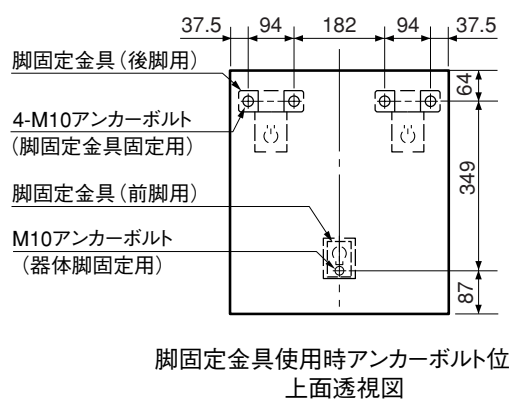 37.5 94 182 94 37.5
脚固定金具(後脚用)
64
4-M10アンカーボルト
(脚固定金具固定用)
349
脚固定金具(前脚用)
M10アンカーボルト
(器体脚固定用)
87
脚固定金具使用時アンカーボルト位
上面透視図